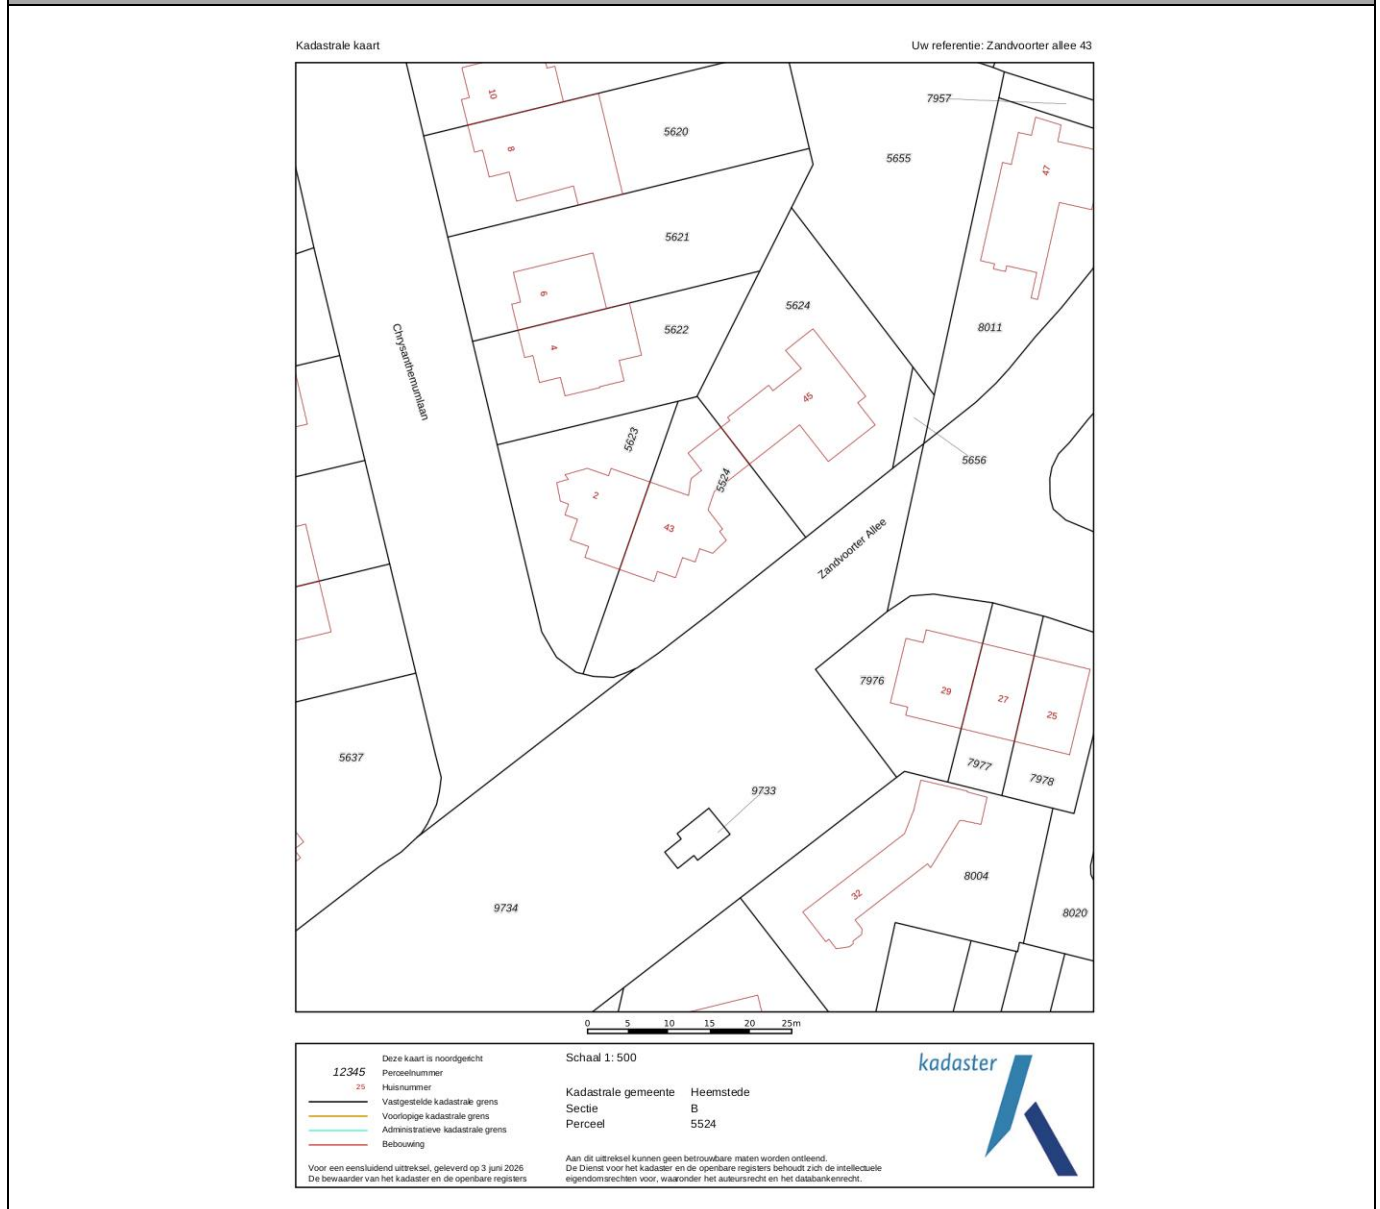 Kadastrale kaart
Uw referentie: Zandvoorter allee 43
10
8
5620
7957
5655
47
5621
6
5624
4
5622
8011
Chrysanthemumlaan
45
5623
5656
5524
2
43
Zandvoorter Allee
7976
29
27
25
5637
7977
7978
9733
32
8004
9734
8020
0 5 10 15 20 25m
Deze kaart is noordgericht
12345 Perceelnummer
25 Huisnummer
Vastgestelde kadastrale grens
Voorlopige kadastrale grens
Administratieve kadastrale grens
Bebouwing
Voor een eensluidend uittreksel, geleverd op 3 juni 2026
De bewaarder van het kadaster en de openbare registers
Schaal 1: 500
Kadastrale gemeente Heemstede
Sectie B
Perceel 5524
Aan dit uittreksel kunnen geen betrouwbare maten worden ontleend.
De Dienst voor het kadaster en de openbare registers behoudt zich de intellectuele
eigendomsrechten voor, waaronder het auteursrecht en het databankenrecht.
kadaster